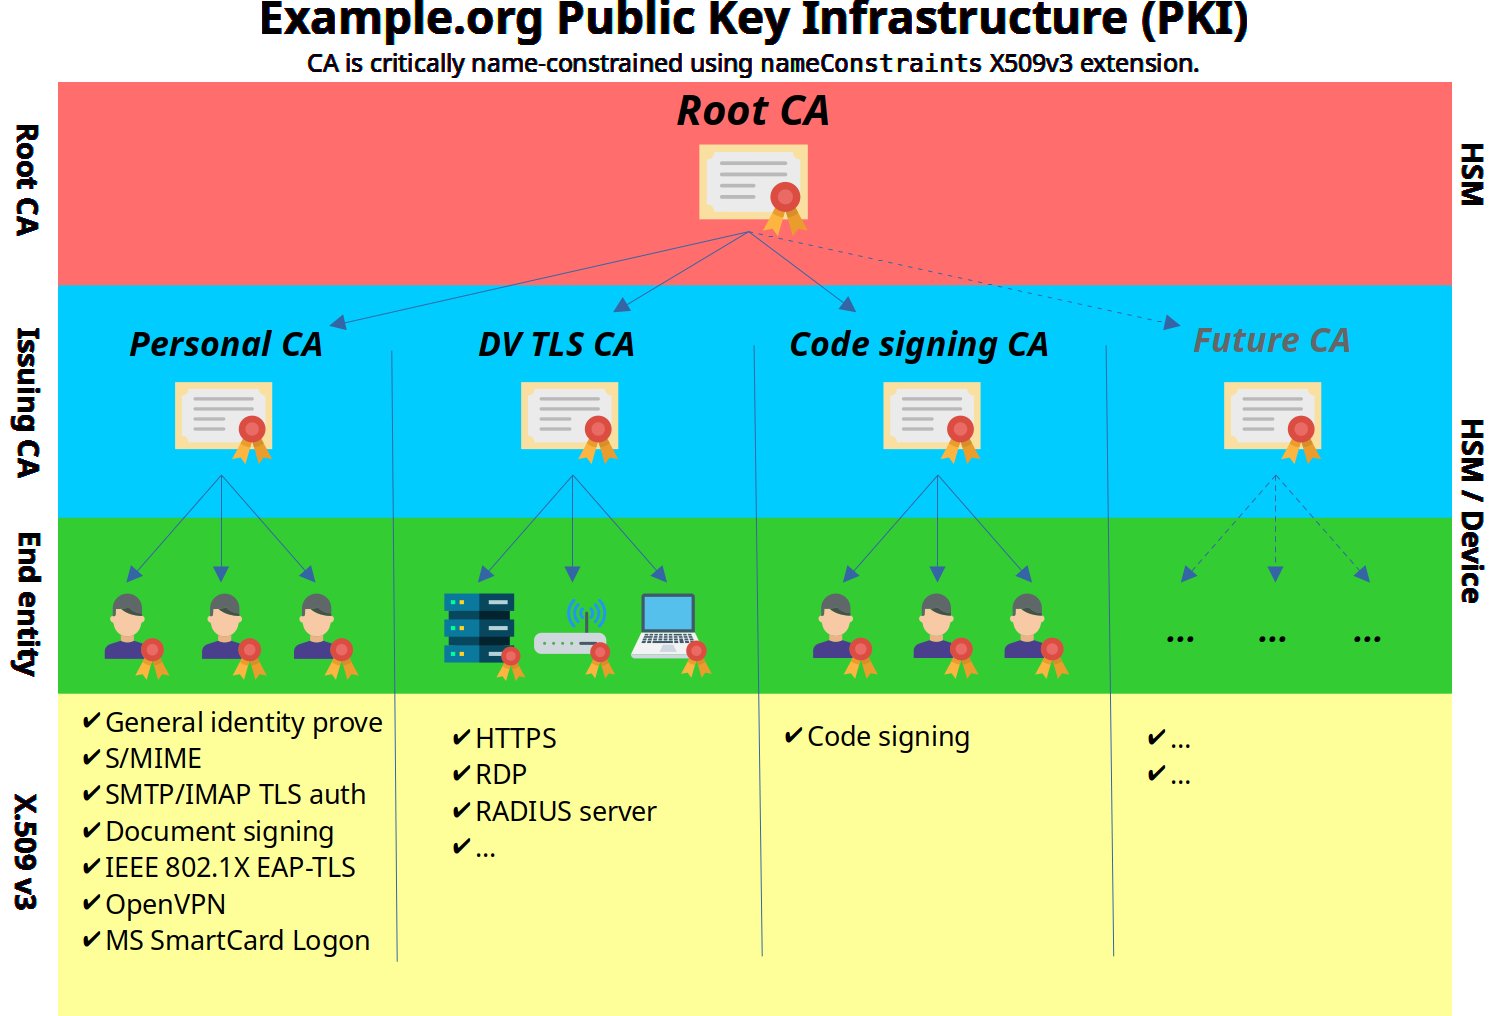 Example.org Public Key Infrastructure (PKI)
CA is critically name-constrained using nameConstraints X509v3 extension.
Root CA
Root CA
HSM
Issuing CA
Personal CA
DV TLS CA
Code signing CA
Future CA
HSM / Device
End entity
... ... ...
X.509 v3
✔ General identity prove
✔ S/MIME
✔ SMTP/IMAP TLS auth
✔ Document signing
✔ IEEE 802.1X EAP-TLS
✔ OpenVPN
✔ MS SmartCard Logon
✔ HTTPS
✔ RDP
✔ RADIUS server
✔ ...
✔ Code signing
✔ ...
✔ ...